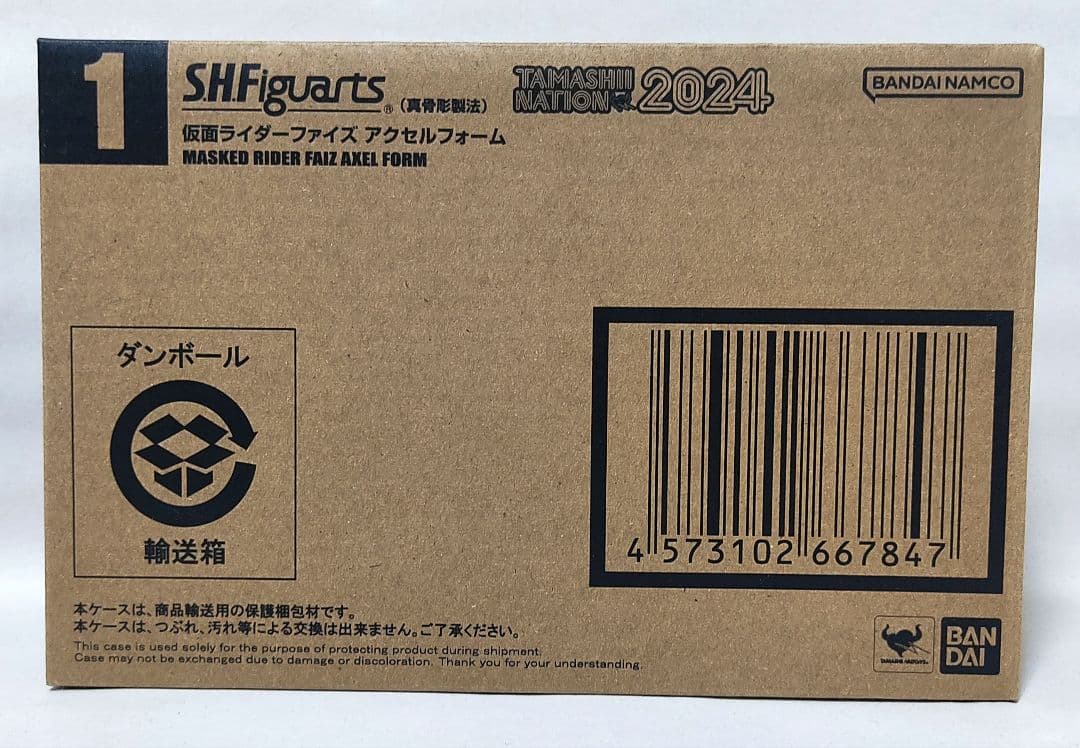 1
S.H.Figuarts® (真骨彫製法)
仮面ライダーファイズ アクセルフォーム
MASKED RIDER FAIZ AXEL FORM
TAMASHII
NATION 2024
BANDAI NAMCO
ダンボール
輸送箱
4 573102 667847
本ケースは、商品輸送用の保護梱包材です。
本ケースは、つぶれ、汚れ等による交換は出来ません。ご了承ください。
This case is used solely for the purpose of protecting product during shipment.
Case may not be exchanged due to damage or discoloration. Thank you for your understanding.
TAMASHII NATIONS
BAN
DAI